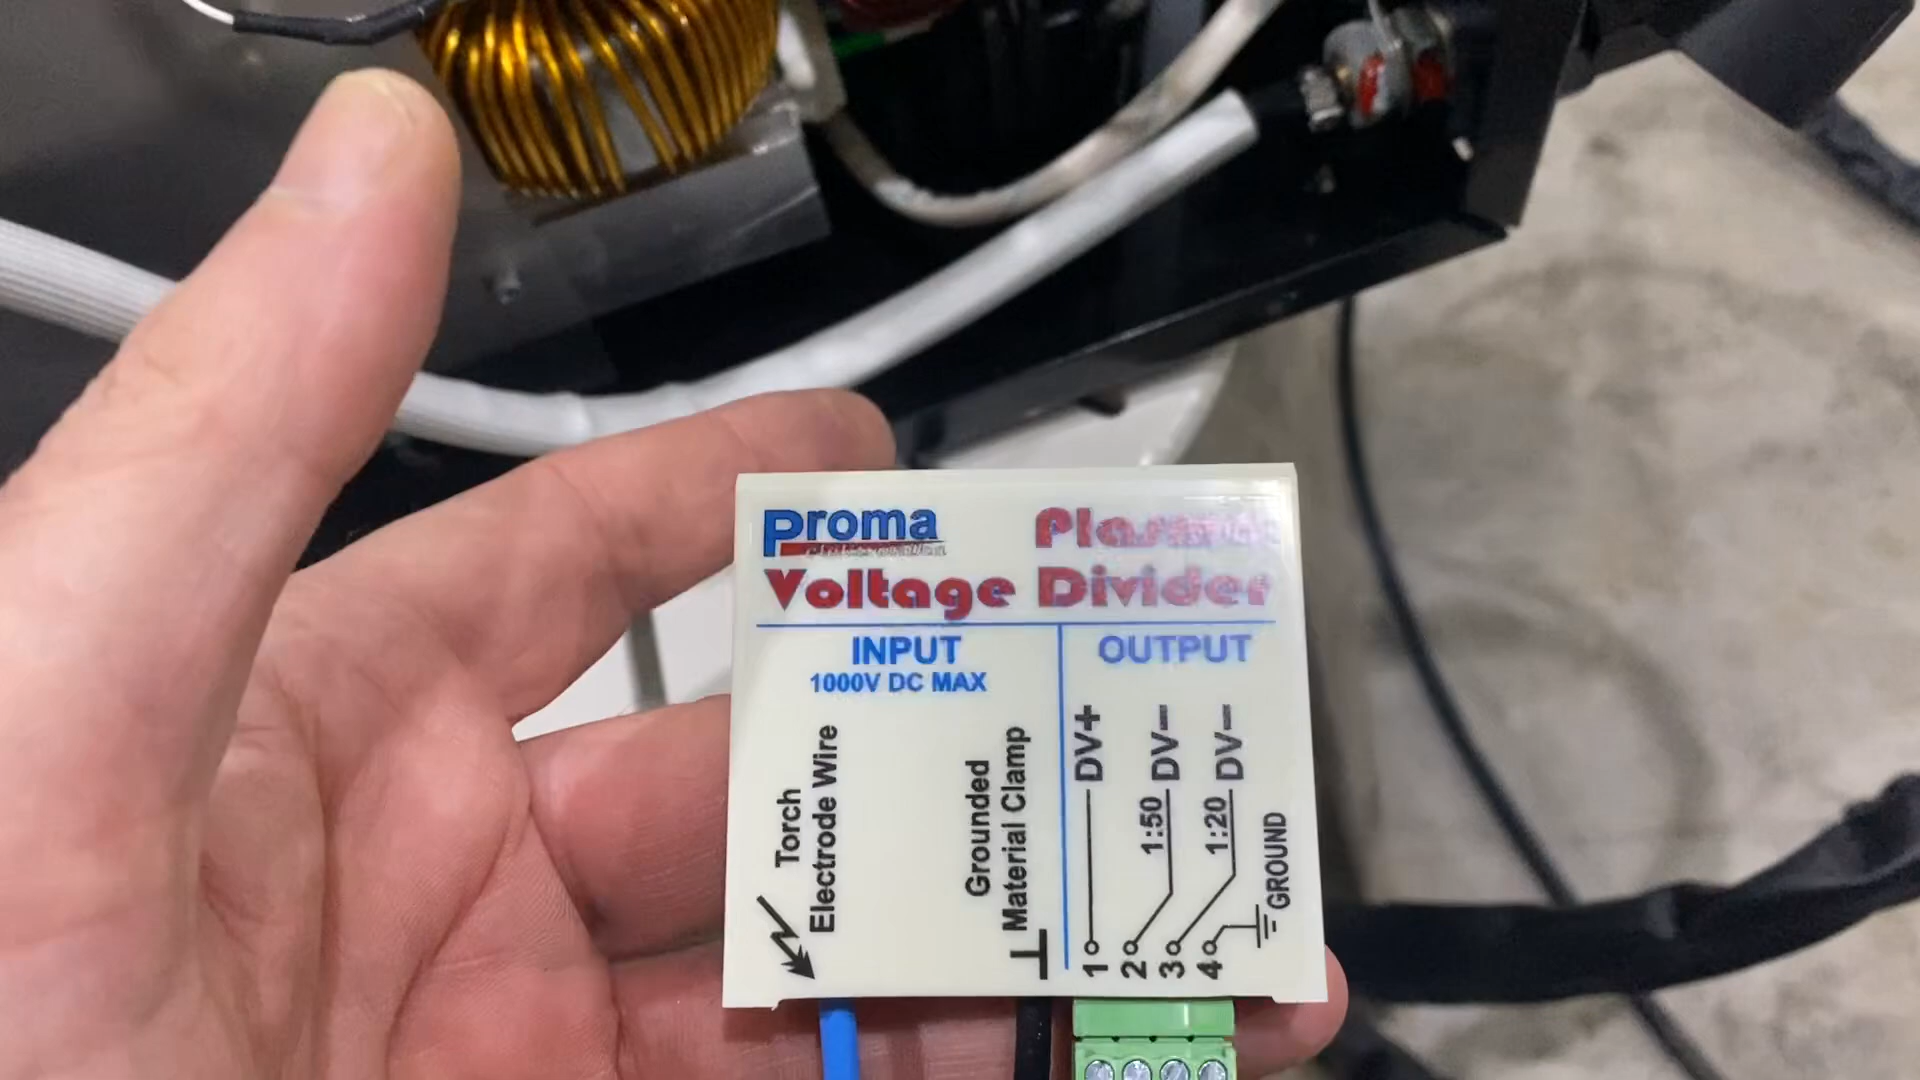 Proma
Plasma
Voltage Divider
INPUT
1000V DC MAX
OUTPUT
Torch
Electrode Wire
Grounded
Material Clamp
DV+
1:50 DV-
1:20 DV-
GROUND
1
2
3
4